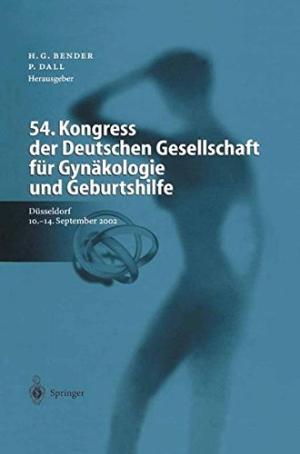 H. G. BENDER
P. DALL
Herausgeber
54. Kongress
der Deutschen Gesellschaft
für Gynäkologie
und Geburtshilfe
Düsseldorf
10.–14. September 2002
Springer